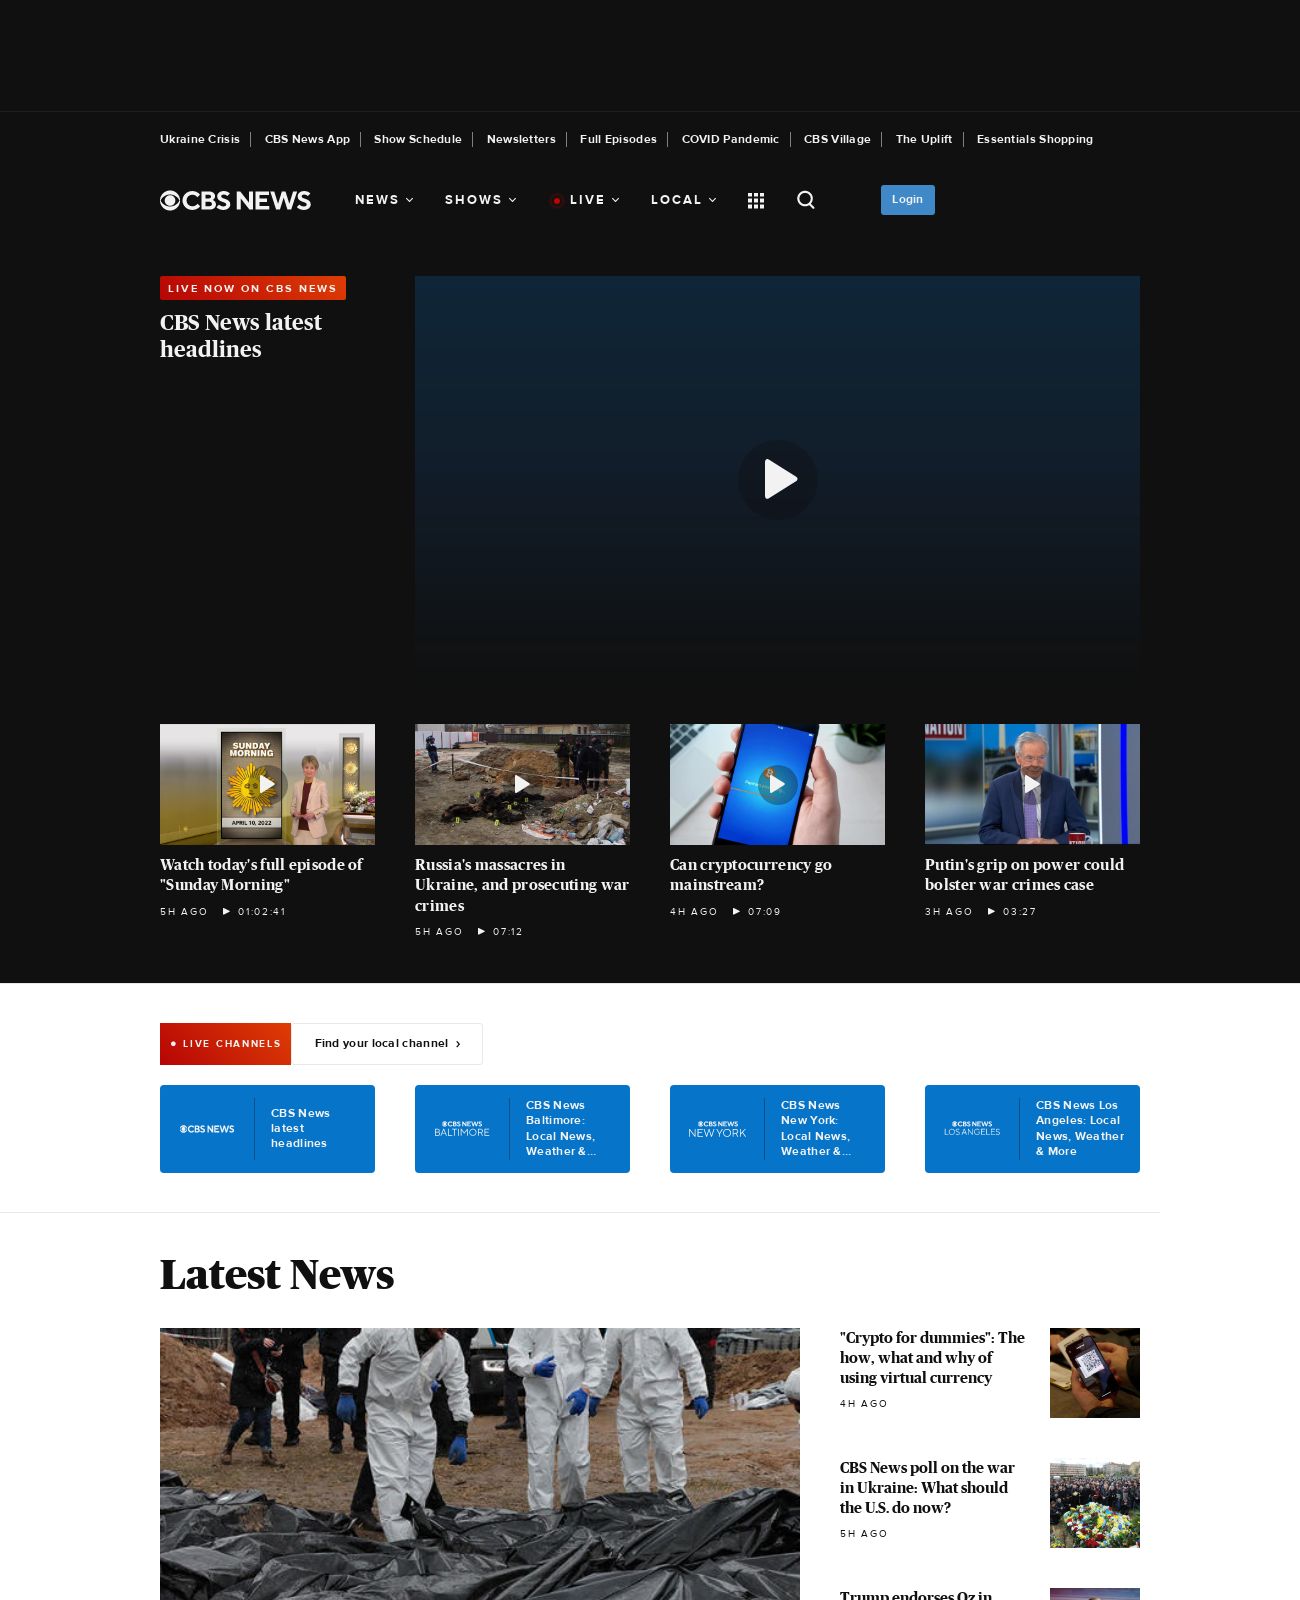 Ukraine Crisis
CBS News App
Show Schedule
Newsletters
Full Episodes
COVID Pandemic
CBS Village
The Uplift
Essentials Shopping
CBS NEWS
NEWS
SHOWS
LIVE
LOCAL
Login
LIVE NOW ON CBS NEWS
CBS News latest
headlines
SUNDAY
MORNING
APRIL 10, 2022
NATION
Watch today's full episode of
"Sunday Morning"
5H AGO
01:02:41
Russia's massacres in
Ukraine, and prosecuting war
crimes
5H AGO
07:12
Can cryptocurrency go
mainstream?
4H AGO
07:09
Putin's grip on power could
bolster war crimes case
3H AGO
03:27
LIVE CHANNELS
Find your local channel ›
CBS NEWS
CBS News
latest
headlines
CBS NEWS
BALTIMORE
CBS News
Baltimore:
Local News,
Weather &...
CBS NEWS
NEW YORK
CBS News
New York:
Local News,
Weather &...
CBS NEWS
LOS ANGELES
CBS News Los
Angeles: Local
News, Weather
& More
Latest News
"Crypto for dummies": The
how, what and why of
using virtual currency
4H AGO
CBS News poll on the war
in Ukraine: What should
the U.S. do now?
5H AGO
Trump endorses Oz in